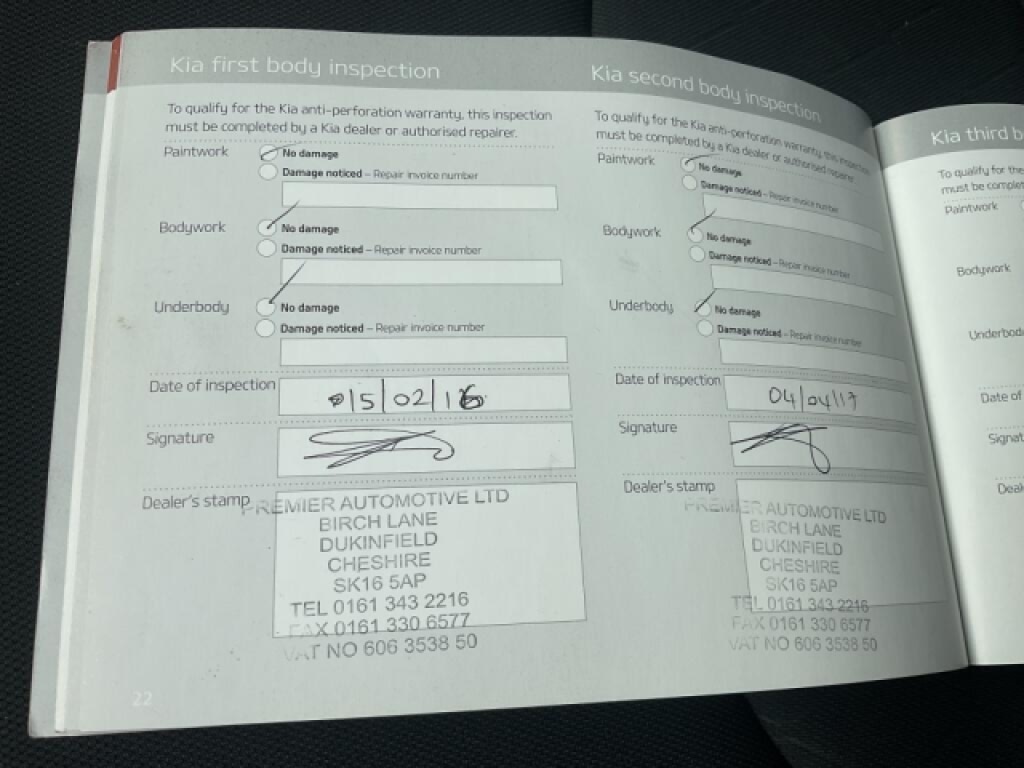 Kia first body inspection
To qualify for the Kia anti-perforation warranty, this inspection
must be completed by a Kia dealer or authorised repairer.
Paintwork
No damage
Damage noticed – Repair invoice number
Bodywork
No damage
Damage noticed – Repair invoice number
Underbody
No damage
Damage noticed – Repair invoice number
Date of inspection 15/02/16
Signature
Dealer's stamp
PREMIER AUTOMOTIVE LTD
BIRCH LANE
DUKINFIELD
CHESHIRE
SK16 5AP
TEL 0161 343 2216
FAX 0161 330 6577
VAT NO 606 3538 50
22
Kia second body inspection
To qualify for the Kia anti-perforation warranty, this inspection
must be completed by a Kia dealer or authorised repairer.
Paintwork
No damage
Damage noticed – Repair invoice number
Bodywork
No damage
Damage noticed – Repair invoice number
Underbody
No damage
Damage noticed – Repair invoice number
Date of inspection 04/04/17
Signature
Dealer's stamp
PREMIER AUTOMOTIVE LTD
BIRCH LANE
DUKINFIELD
CHESHIRE
SK16 5AP
TEL 0161 343 2216
FAX 0161 330 6577
VAT NO 606 3538 50
Kia third b
To qualify for the
must be complet
Paintwork
Bodywork
Underbod
Date of
Signat
Deal